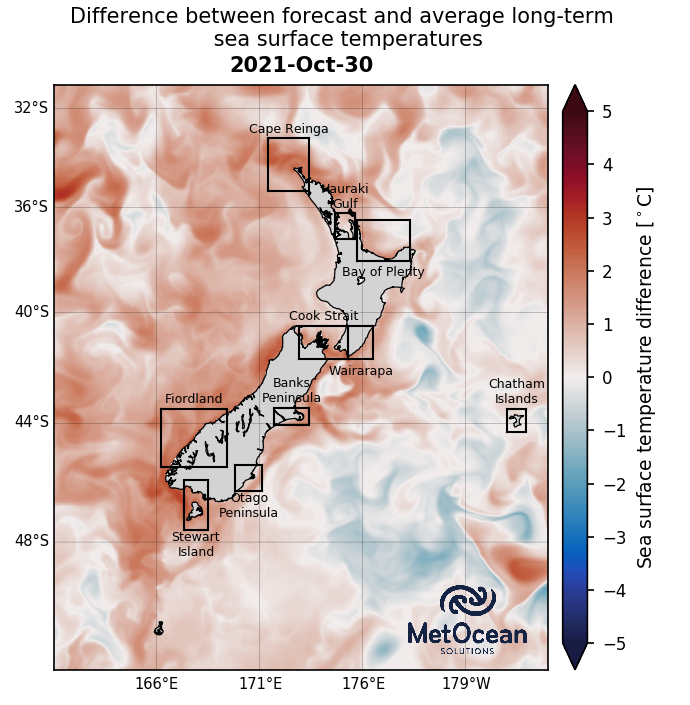 Difference between forecast and average long-term
sea surface temperatures
2021-Oct-30
32°S
36°S
40°S
44°S
48°S
166°E
171°E
176°E
179°W
Cape Reinga
Hauraki
Gulf
Bay of Plenty
Cook Strait
Wairarapa
Banks
Peninsula
Fiordland
Chatham
Islands
Otago
Peninsula
Stewart
Island
MetOcean
SOLUTIONS
5
4
3
2
1
0
−1
−2
−3
−4
−5
Sea surface temperature difference [°C]